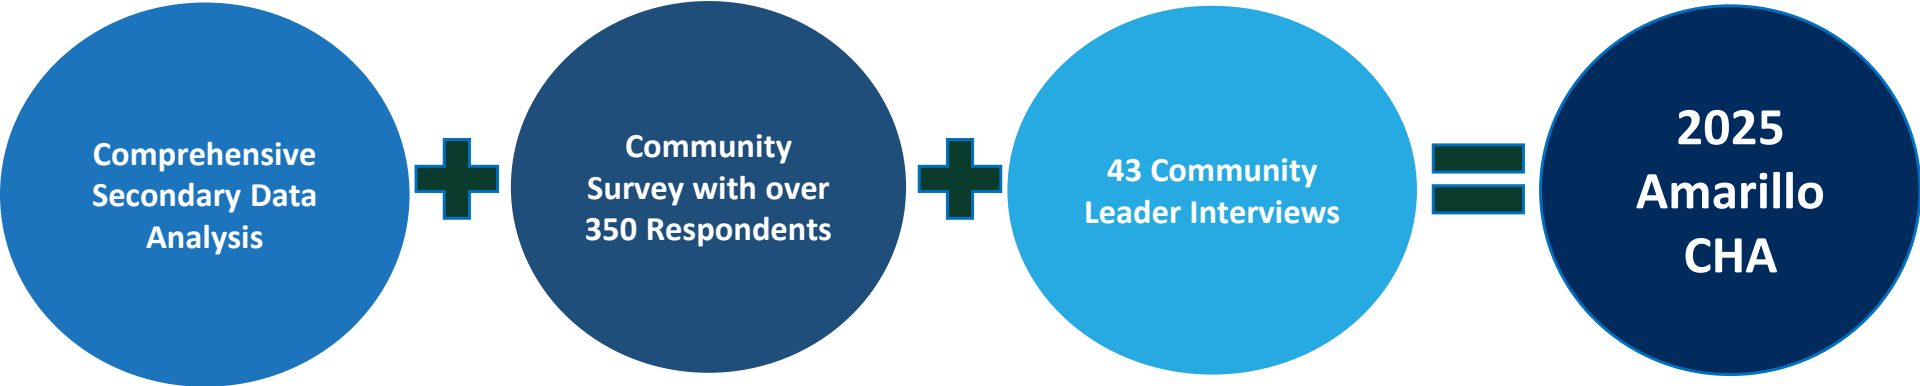 Comprehensive
Secondary Data
Analysis
Community
Survey with over
350 Respondents
43 Community
Leader Interviews
2025
Amarillo
CHA